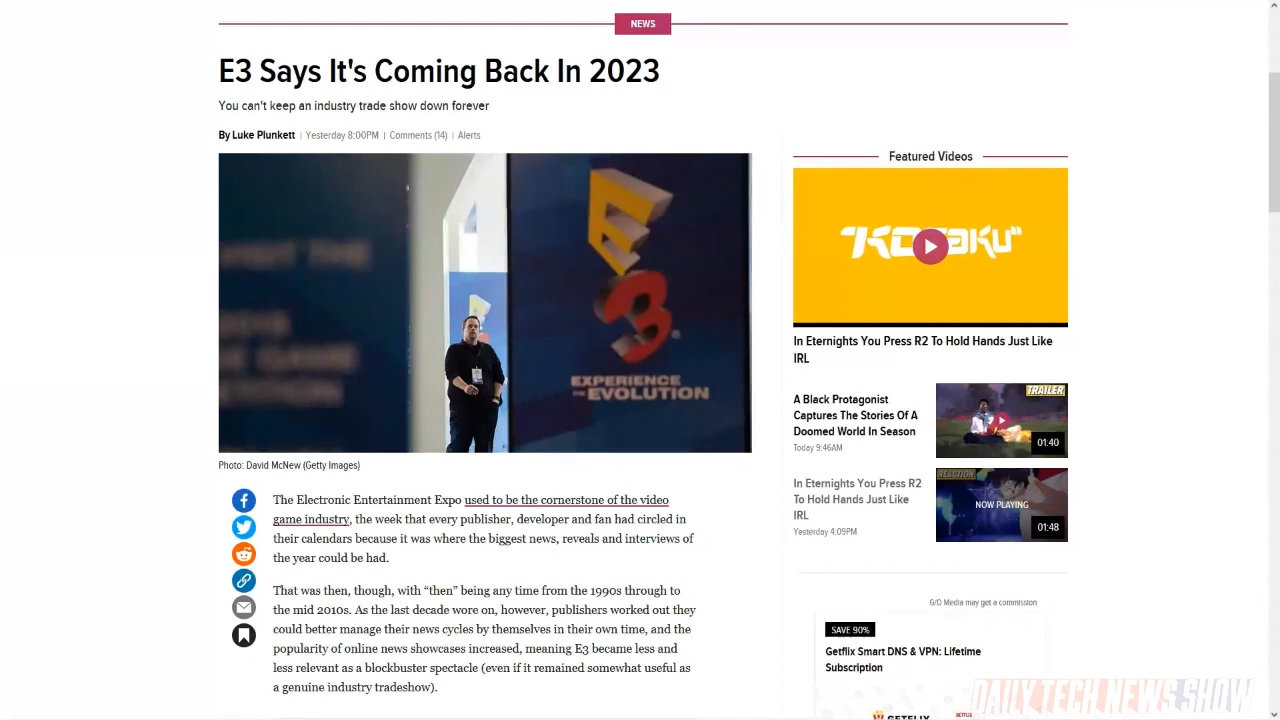 NEWS
E3 Says It's Coming Back In 2023
You can't keep an industry trade show down forever
By Luke Plunkett | Yesterday 8:00PM | Comments (14) | Alerts
E3
EXPERIENCE
THE EVOLUTION
Photo: David McNew (Getty Images)
The Electronic Entertainment Expo used to be the cornerstone of the video
game industry, the week that every publisher, developer and fan had circled in
their calendars because it was where the biggest news, reveals and interviews of
the year could be had.
That was then, though, with “then” being any time from the 1990s through to
the mid 2010s. As the last decade wore on, however, publishers worked out they
could better manage their news cycles by themselves in their own time, and the
popularity of online news showcases increased, meaning E3 became less and
less relevant as a blockbuster spectacle (even if it remained somewhat useful as
a genuine industry tradeshow).
Featured Videos
KOTAKU
In Eternights You Press R2 To Hold Hands Just Like
IRL
A Black Protagonist
Captures The Stories Of A
Doomed World In Season
Today 9:46AM
TRAILER
01:40
In Eternights You Press R2
To Hold Hands Just Like
IRL
Yesterday 4:09PM
REACTION
NOW PLAYING
01:48
G/O Media may get a commission
SAVE 90%
Getflix Smart DNS & VPN: Lifetime
Subscription
GETFLIX
NETFLIX
DAILY TECH NEWS SHOW